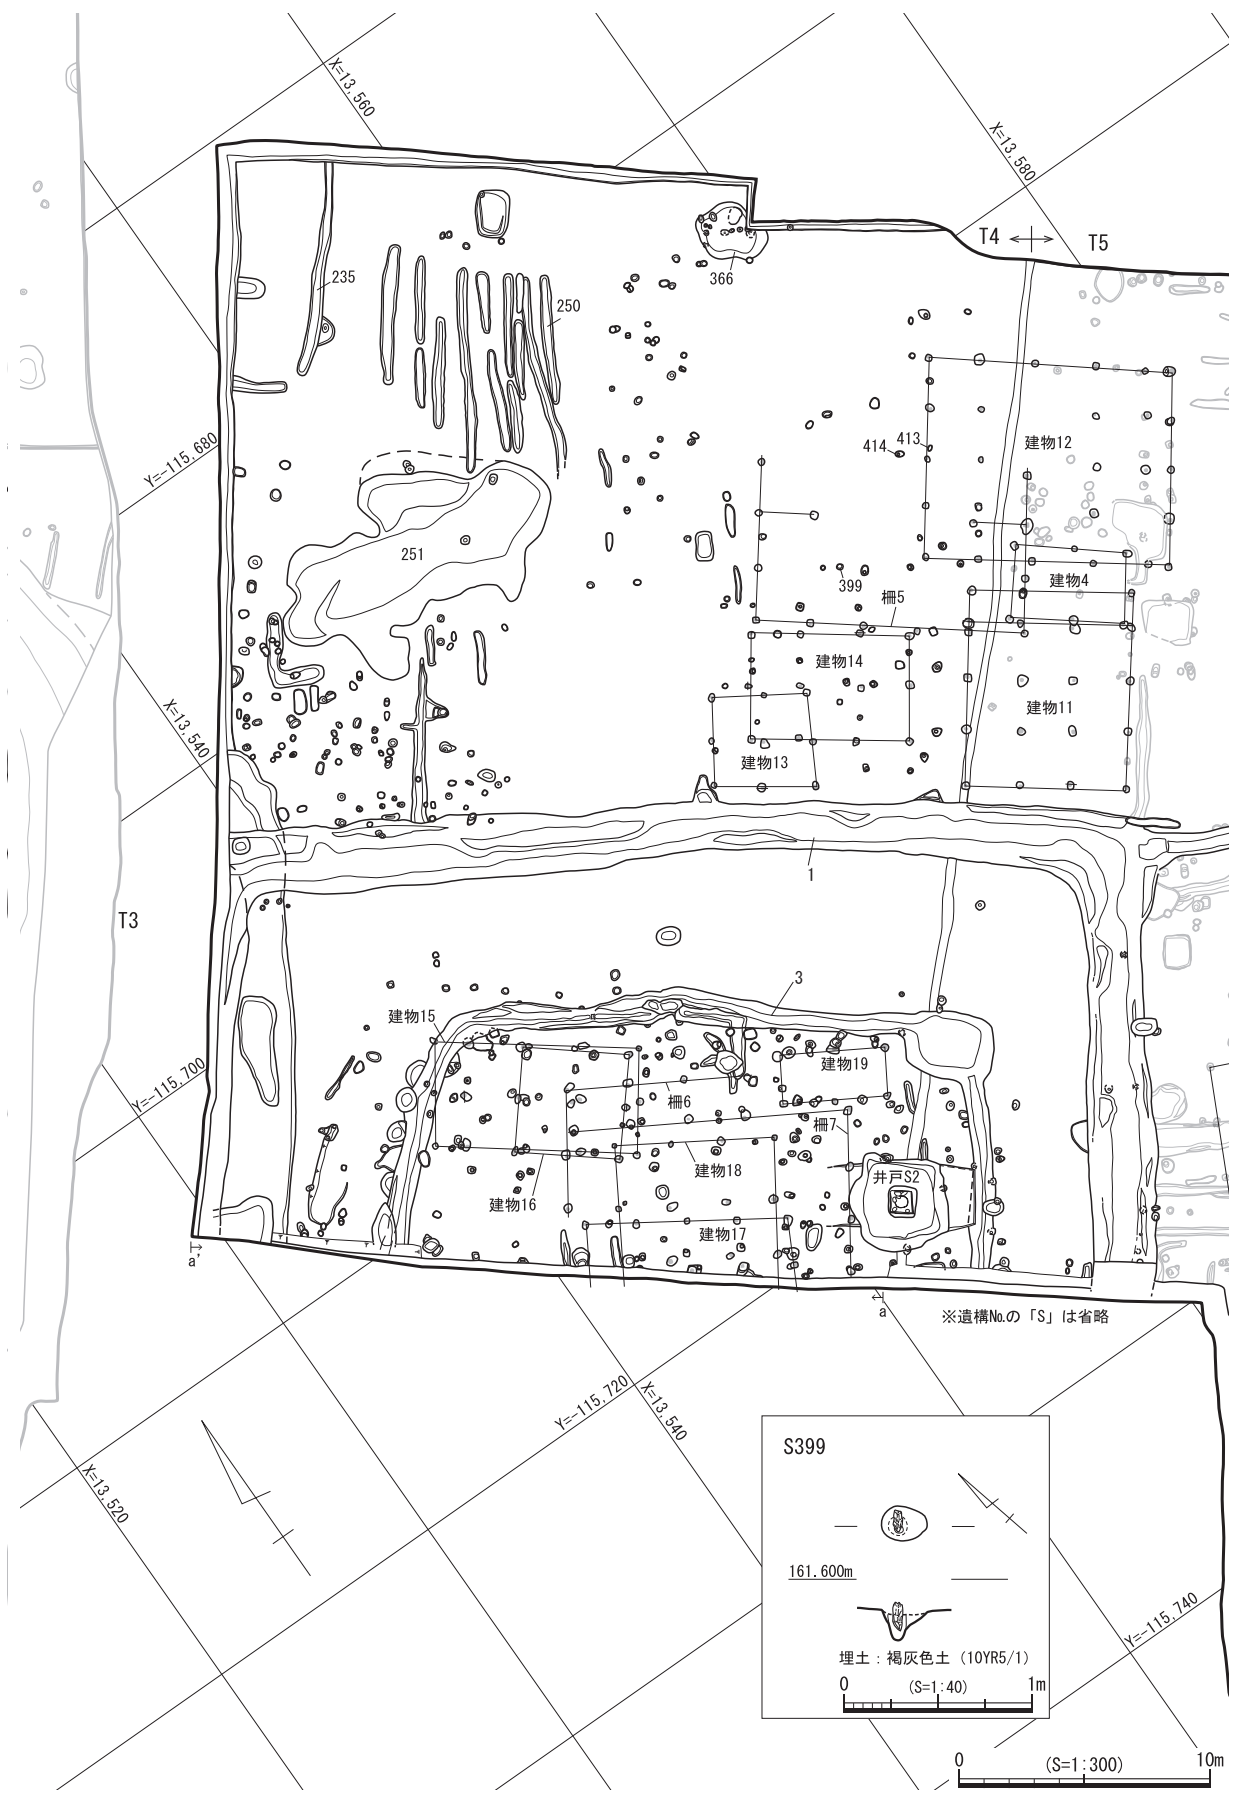 X=13,560
X=13,580
T4
T5
366
235
250
Y=-115,680
413
414
建物12
251
399
建物4
柵5
建物14
建物11
X=13,540
建物13
1
T3
3
建物15
建物19
Y=-115,700
柵6
柵7
建物18
井戸S2
建物16
建物17
a'
a
※遺構№の「S」は省略
Y=-115,720
X=13,540
X=13,520
S399
161.600m
埋土:褐灰色土(10YR5/1)
0 (S=1:40) 1m
Y=-115,740
0 (S=1:300) 10m